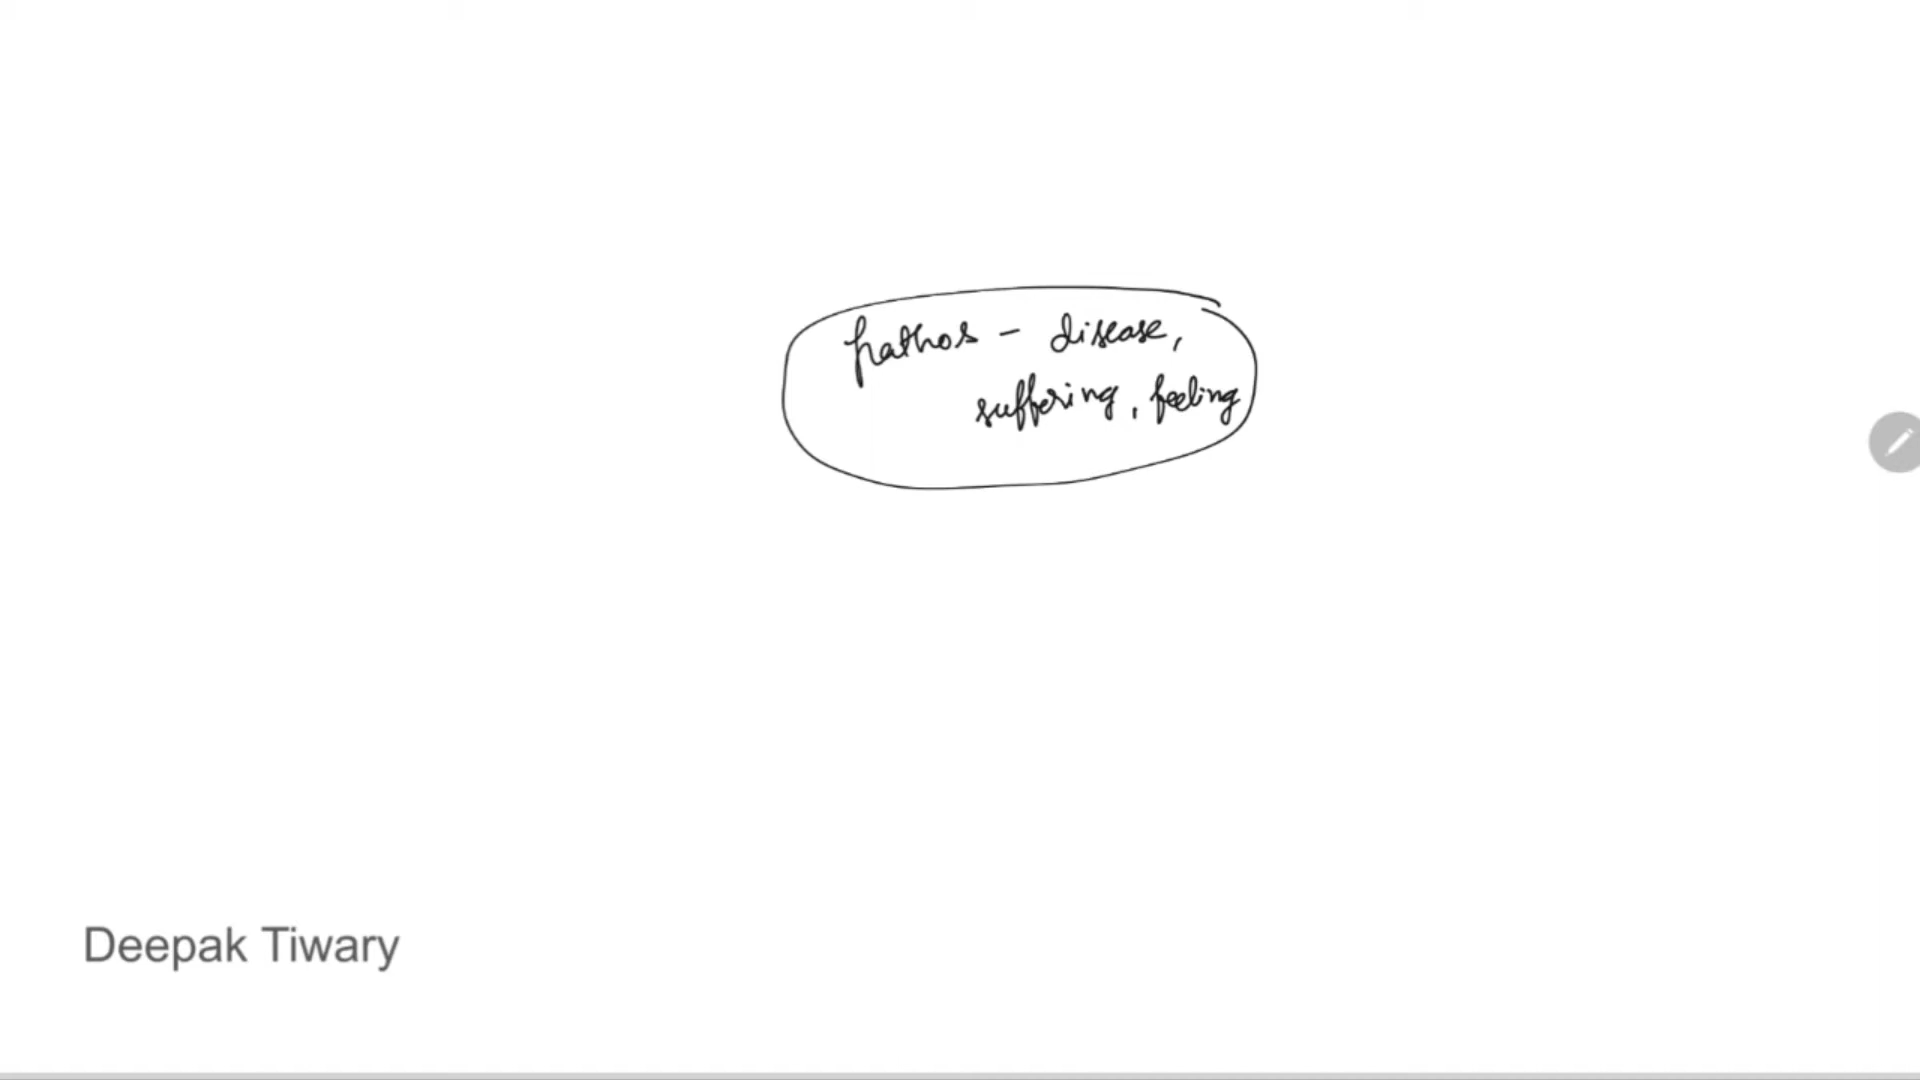 pathos - disease,
suffering, feeling
Deepak Tiwary